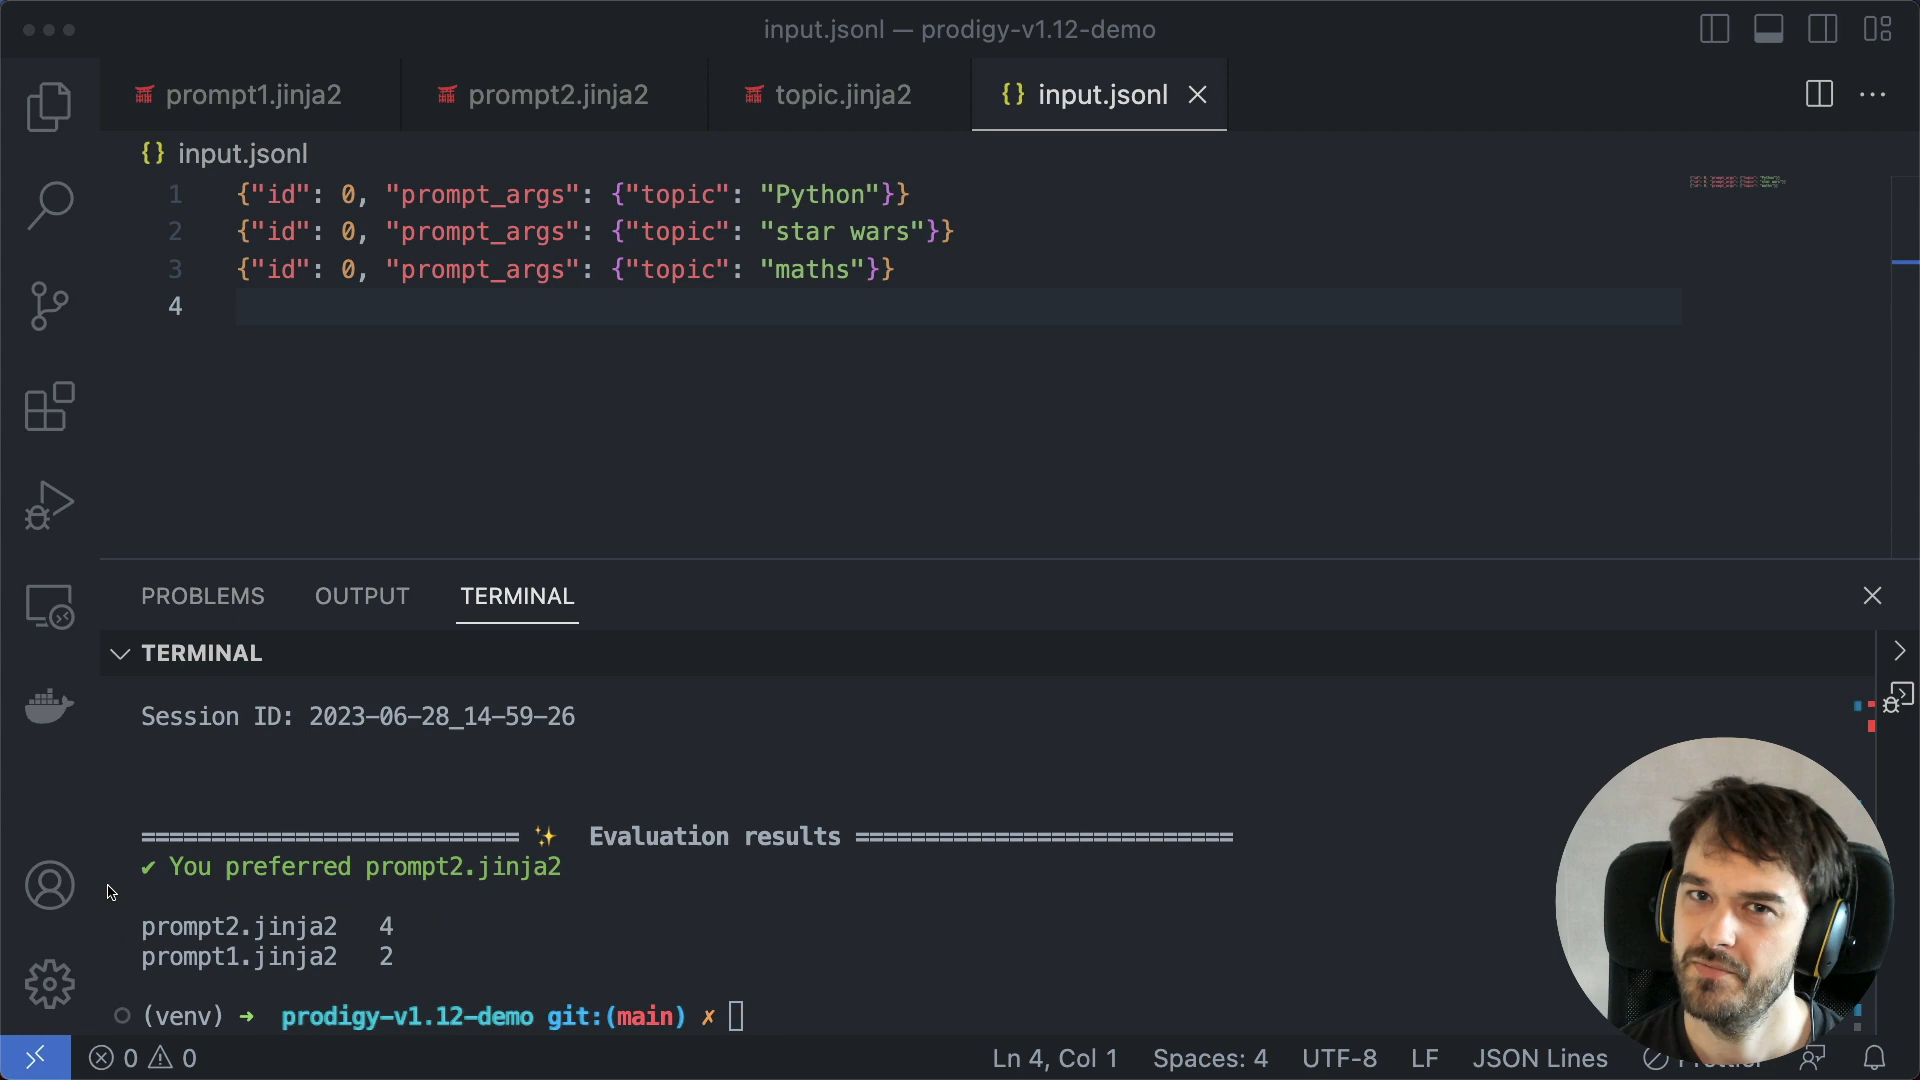 input.jsonl — prodigy-v1.12-demo
prompt1.jinja2
prompt2.jinja2
topic.jinja2
{} input.jsonl
{} input.jsonl
1 {"id": 0, "prompt_args": {"topic": "Python"}}
2 {"id": 0, "prompt_args": {"topic": "star wars"}}
3 {"id": 0, "prompt_args": {"topic": "maths"}}
4
PROBLEMS OUTPUT TERMINAL
TERMINAL
Session ID: 2023-06-28_14-59-26
=========================== ✨ Evaluation results ===========================
✔ You preferred prompt2.jinja2
prompt2.jinja2 4
prompt1.jinja2 2
(venv) ➜ prodigy-v1.12-demo git:(main) ✗
0 0 Ln 4, Col 1 Spaces: 4 UTF-8 LF JSON Lines